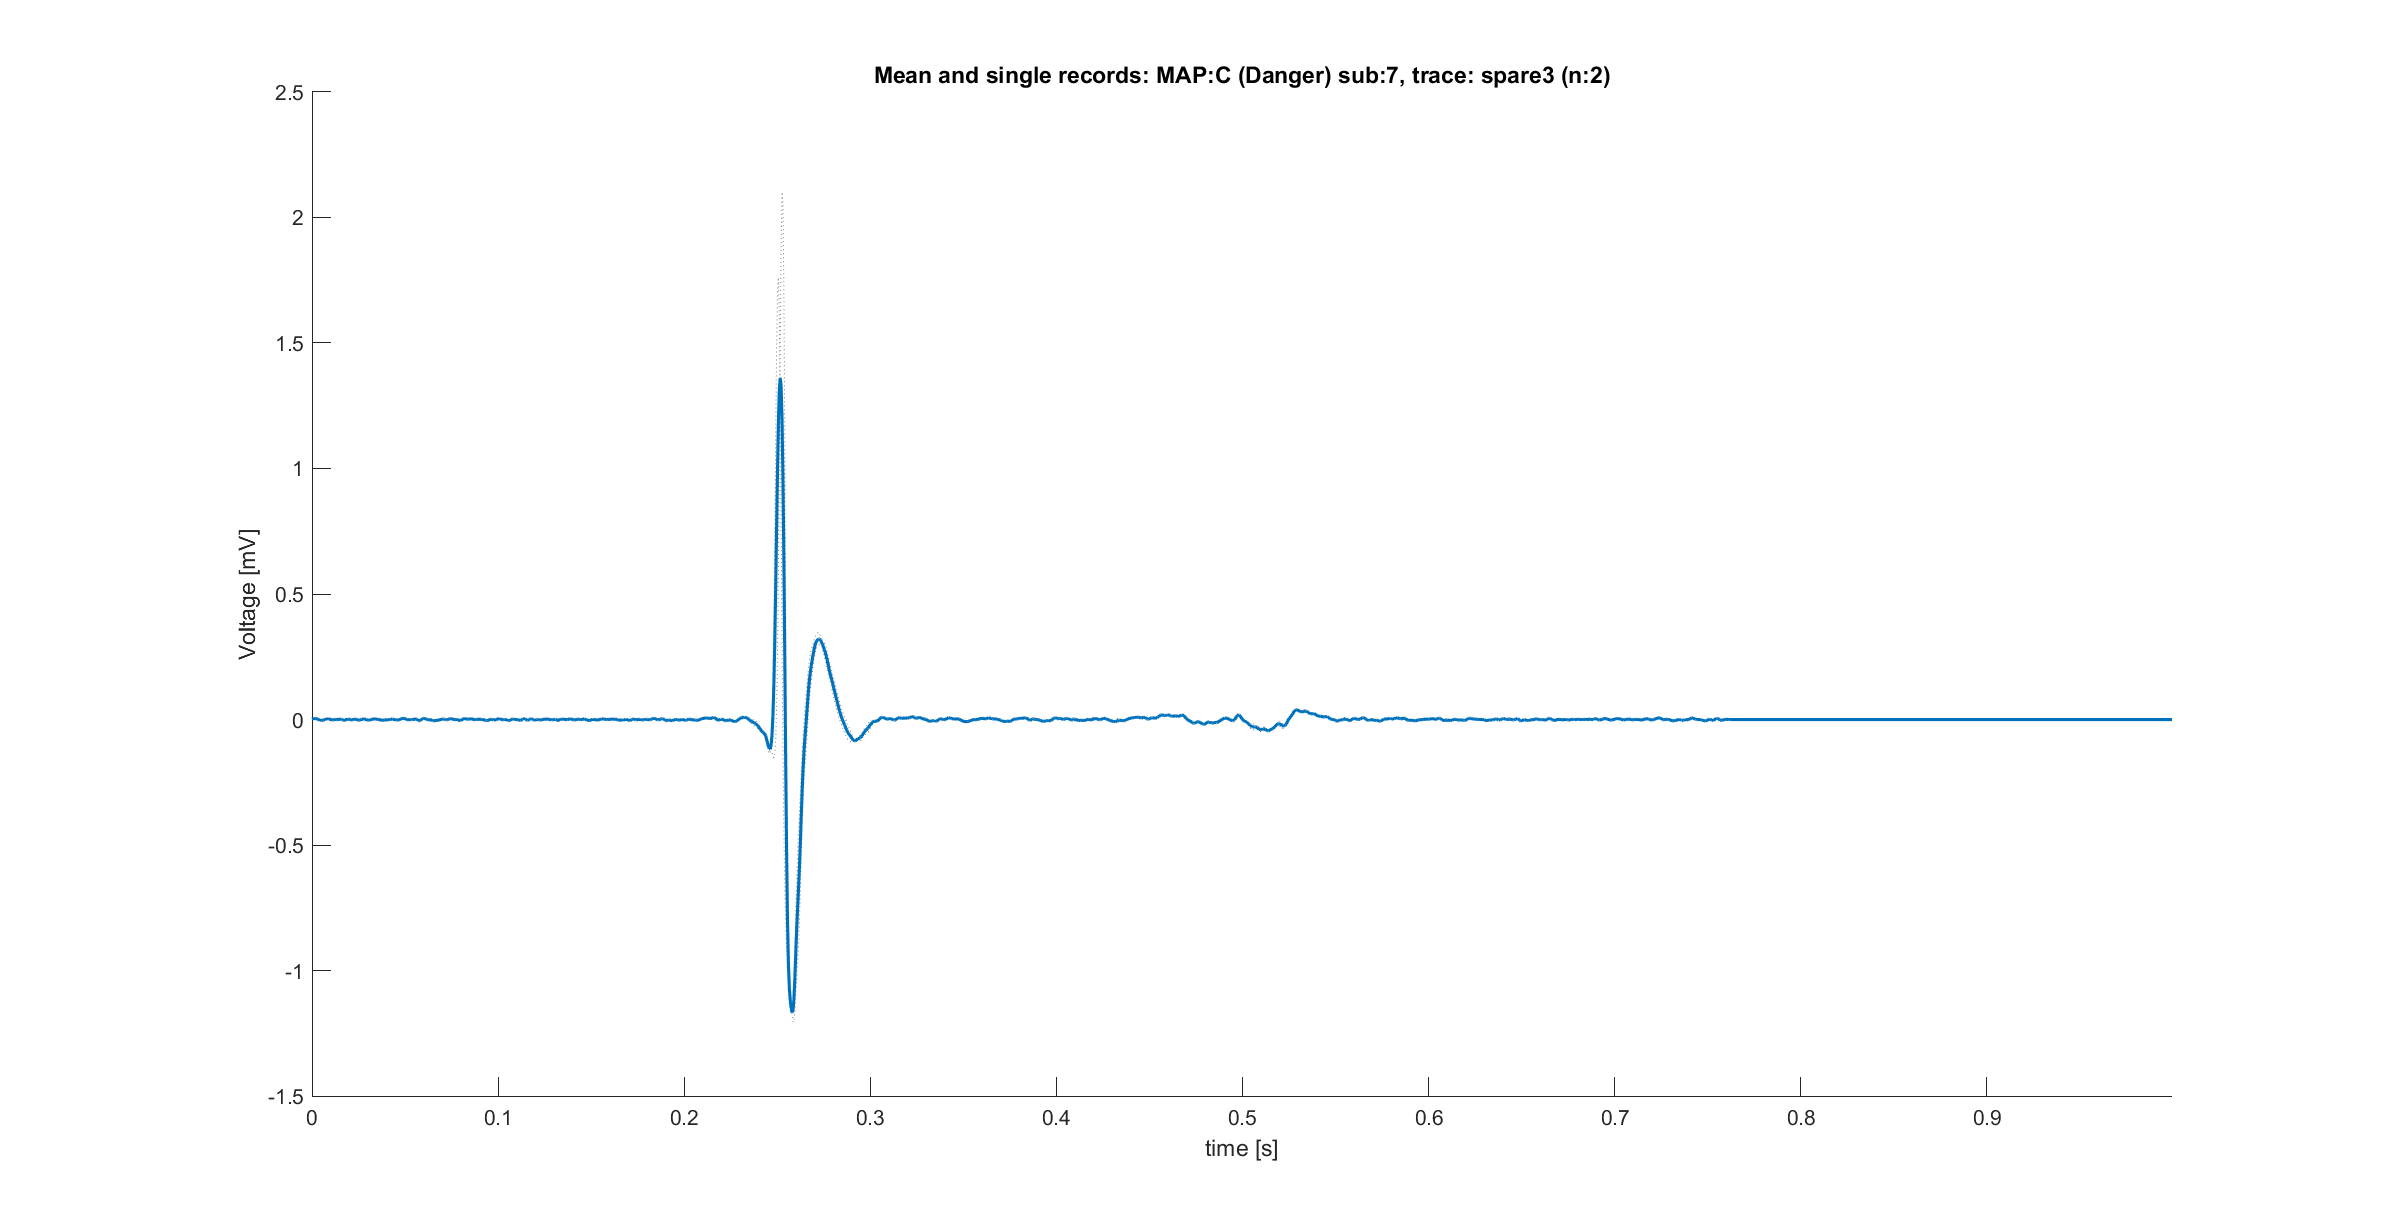 Mean and single records: MAP:C (Danger) sub:7, trace: spare3 (n:2)
2.5
2
1.5
1
0.5
0
-0.5
-1
-1.5
Voltage [mV]
0 0.1 0.2 0.3 0.4 0.5 0.6 0.7 0.8 0.9
time [s]